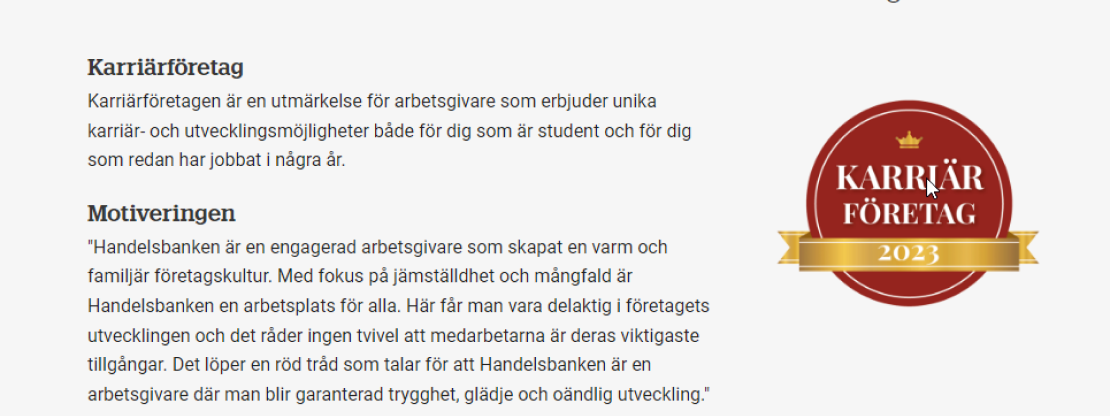 Karriärföretag
Karriärföretagen är en utmärkelse för arbetsgivare som erbjuder unika
karriär- och utvecklingsmöjligheter både för dig som är student och för dig
som redan har jobbat i några år.
Motiveringen
"Handelsbanken är en engagerad arbetsgivare som skapat en varm och
familjär företagskultur. Med fokus på jämställdhet och mångfald är
Handelsbanken en arbetsplats för alla. Här får man vara delaktig i företagets
utvecklingen och det råder ingen tvivel att medarbetarna är deras viktigaste
tillgångar. Det löper en röd tråd som talar för att Handelsbanken är en
arbetsgivare där man blir garanterad trygghet, glädje och oändlig utveckling."
KARRIÄR
FÖRETAG
2023